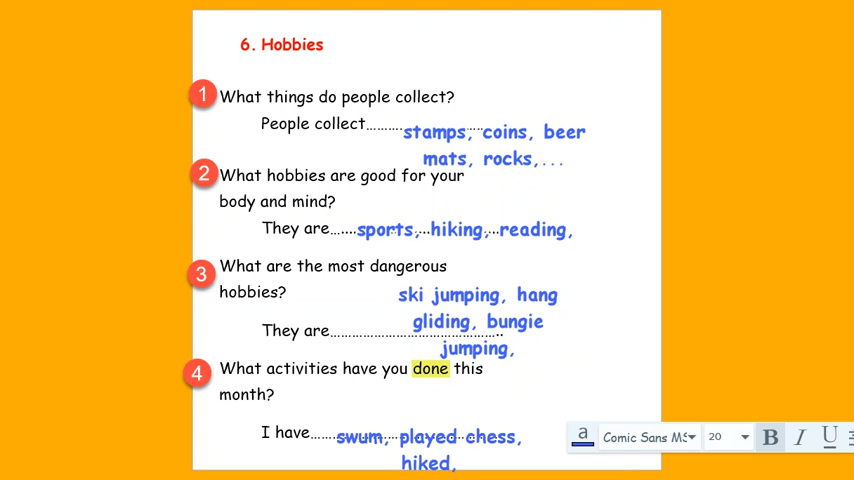 6. Hobbies
1 What things do people collect?
People collect………. stamps, coins, beer
mats, rocks,...
2 What hobbies are good for your
body and mind?
They are……. sports, hiking, reading,
3 What are the most dangerous
hobbies?
ski jumping, hang
gliding, bungie
They are………………………………………..
jumping,
4 What activities have you done this
month?
I have…… swum, played chess,
hiked,
a Comic Sans MS 20 B I U